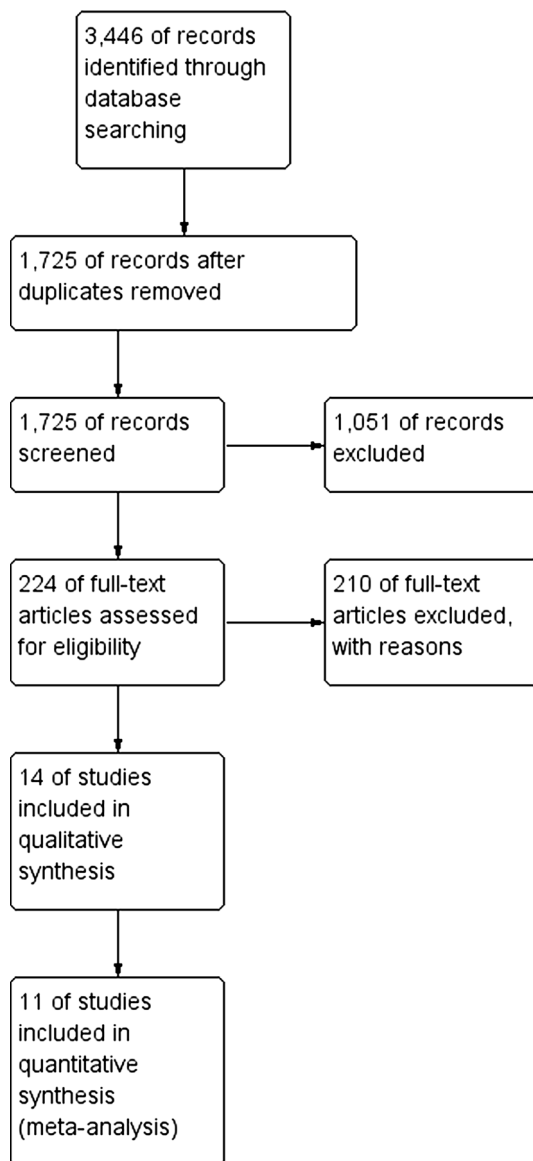 3,446 of records
identified through
database
searching
1,725 of records after
duplicates removed
1,725 of records
screened
1,051 of records
excluded
224 of full-text
articles assessed
for eligibility
210 of full-text
articles excluded,
with reasons
14 of studies
included in
qualitative
synthesis
11 of studies
included in
quantitative
synthesis
(meta-analysis)